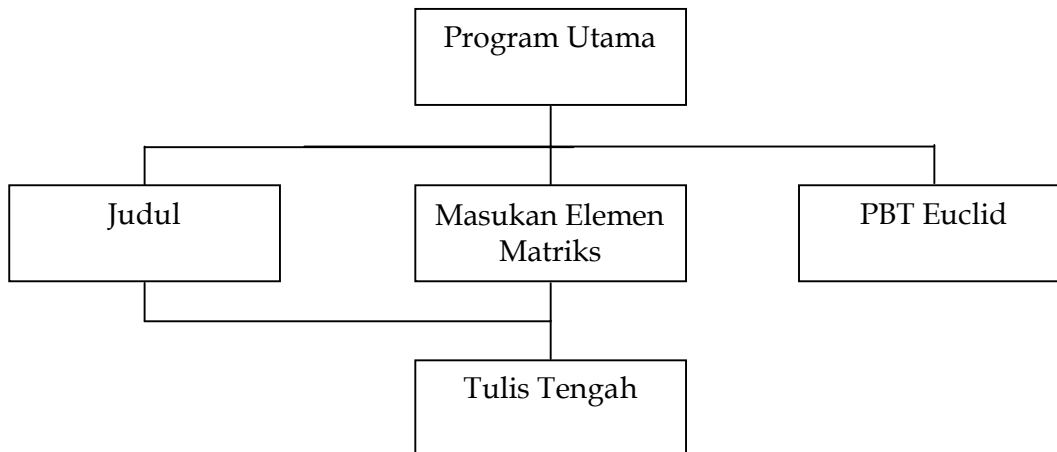 Program Utama
Judul
Masukan Elemen
Matriks
PBT Euclid
Tulis Tengah